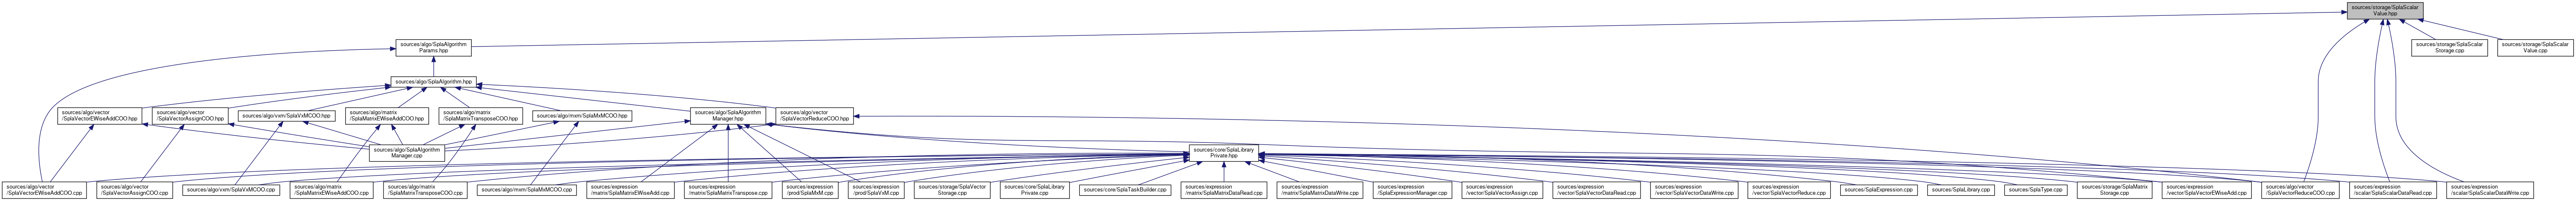 sources/storage/SplaScalar
Value.hpp
sources/algo/SplaAlgorithm
Params.hpp
sources/storage/SplaScalar
Storage.cpp
sources/storage/SplaScalar
Value.cpp
sources/algo/SplaAlgorithm.hpp
sources/algo/vector
/SplaVectorEWiseAddCOO.hpp
sources/algo/vector
/SplaVectorAssignCOO.hpp
sources/algo/vxm/SplaVxMCOO.hpp
sources/algo/matrix
/SplaMatrixEWiseAddCOO.hpp
sources/algo/matrix
/SplaMatrixTransposeCOO.hpp
sources/algo/mxm/SplaMxMCOO.hpp
sources/algo/SplaAlgorithm
Manager.hpp
sources/algo/vector
/SplaVectorReduceCOO.hpp
sources/algo/SplaAlgorithm
Manager.cpp
sources/core/SplaLibrary
Private.hpp
sources/algo/vector
/SplaVectorEWiseAddCOO.cpp
sources/algo/vector
/SplaVectorAssignCOO.cpp
sources/algo/vxm/SplaVxMCOO.cpp
sources/algo/matrix
/SplaMatrixEWiseAddCOO.cpp
sources/algo/matrix
/SplaMatrixTransposeCOO.cpp
sources/algo/mxm/SplaMxMCOO.cpp
sources/expression
/matrix/SplaMatrixEWiseAdd.cpp
sources/expression
/matrix/SplaMatrixTranspose.cpp
sources/expression
/prod/SplaMxM.cpp
sources/expression
/prod/SplaVxM.cpp
sources/storage/SplaVector
Storage.cpp
sources/core/SplaLibrary
Private.cpp
sources/core/SplaTaskBuilder.cpp
sources/expression
/matrix/SplaMatrixDataRead.cpp
sources/expression
/matrix/SplaMatrixDataWrite.cpp
sources/expression
/SplaExpressionManager.cpp
sources/expression
/vector/SplaVectorAssign.cpp
sources/expression
/vector/SplaVectorDataRead.cpp
sources/expression
/vector/SplaVectorDataWrite.cpp
sources/expression
/vector/SplaVectorReduce.cpp
sources/SplaExpression.cpp
sources/SplaLibrary.cpp
sources/SplaType.cpp
sources/storage/SplaMatrix
Storage.cpp
sources/expression
/vector/SplaVectorEWiseAdd.cpp
sources/algo/vector
/SplaVectorReduceCOO.cpp
sources/expression
/scalar/SplaScalarDataRead.cpp
sources/expression
/scalar/SplaScalarDataWrite.cpp